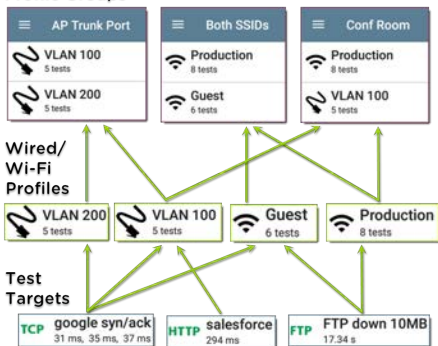 AP Trunk Port
VLAN 100
5 tests
VLAN 200
5 tests
Both SSIDs
Production
8 tests
Guest
6 tests
Conf Room
Production
8 tests
VLAN 100
5 tests
Wired/
Wi-Fi
Profiles
VLAN 200
5 tests
VLAN 100
5 tests
Guest
6 tests
Production
8 tests
Test
Targets
TCP google syn/ack
31 ms, 35 ms, 37 ms
HTTP salesforce
294 ms
FTP FTP down 10MB
17.34 s